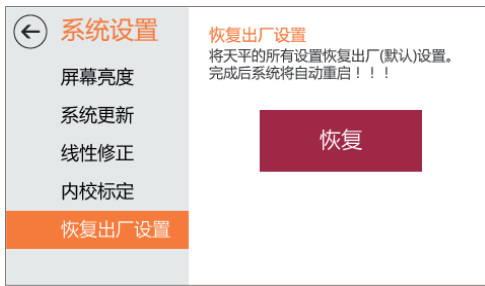 系统设置
屏幕亮度
系统更新
线性修正
内校标定
恢复出厂设置
恢复出厂设置
将天平的所有设置恢复出厂(默认)设置。
完成后系统将自动重启！！！
恢复